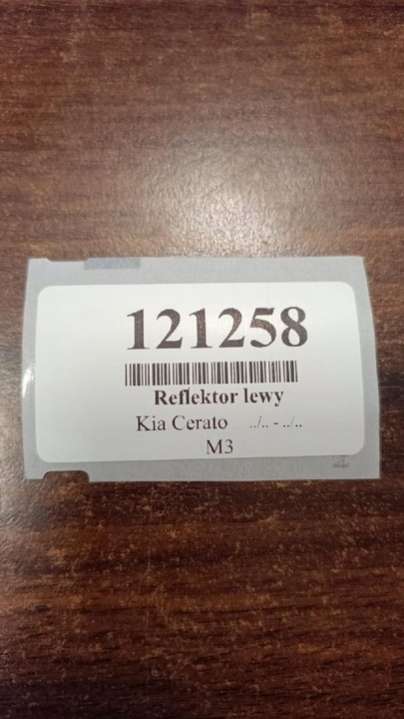 121258
Reflektor lewy
Kia Cerato ../.. - ../..
M3